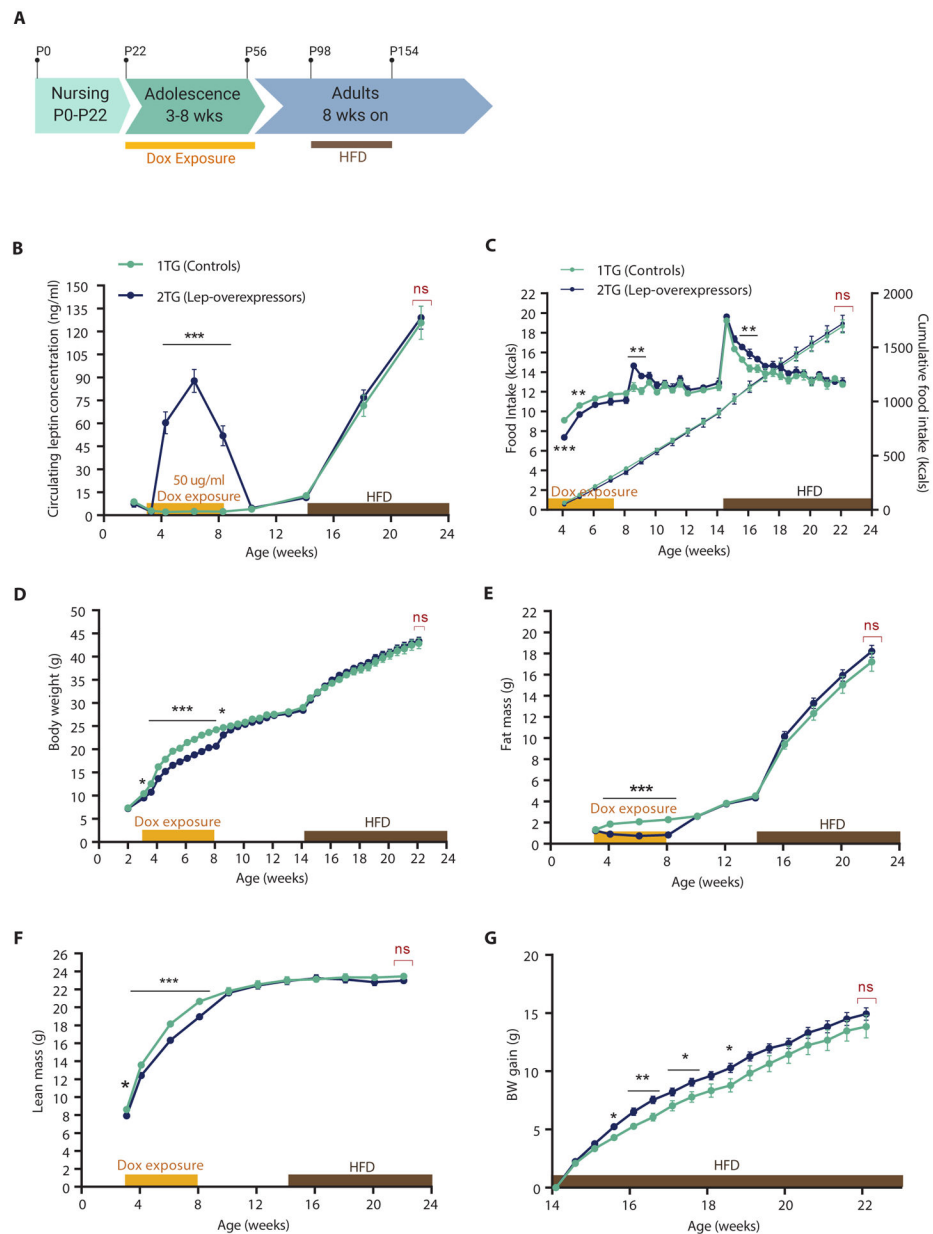 A
P0
P22
P56
P98
P154
Nursing
P0-P22
Adolescence
3-8 wks
Adults
8 wks on
Dox Exposure
HFD
B
1TG (Controls)
2TG (Lep-overexpressors)
Circulating leptin concentration (ng/ml)
150
135
120
105
90
75
60
45
30
15
0
***
ns
50 ug/ml
Dox exposure
HFD
0 4 8 12 16 20 24
Age (weeks)
C
1TG (Controls)
2TG (Lep-overexpressors)
Food Intake (kcals)
22
20
18
16
14
12
10
8
6
4
2
0
2000
1500
1000
500
0
Cumulative food intake (kcals)
ns
**
**
**
***
Dox exposure
HFD
4 6 8 10 12 14 16 18 20 22 24
Age (weeks)
D
Body weight (g)
50
45
40
35
30
25
20
15
10
5
0
ns
***
*
*
Dox exposure
HFD
0 2 4 6 8 10 12 14 16 18 20 22 24
Age (weeks)
E
Fat mass (g)
22
20
18
16
14
12
10
8
6
4
2
0
ns
***
Dox exposure
HFD
0 4 8 12 16 20 24
Age (weeks)
F
Lean mass (g)
26
24
22
20
18
16
14
12
10
8
6
4
2
0
ns
***
*
Dox exposure
HFD
0 4 8 12 16 20 24
Age (weeks)
G
BW gain (g)
20
15
10
5
0
ns
*
**
*
*
HFD
14 16 18 20 22
Age (weeks)